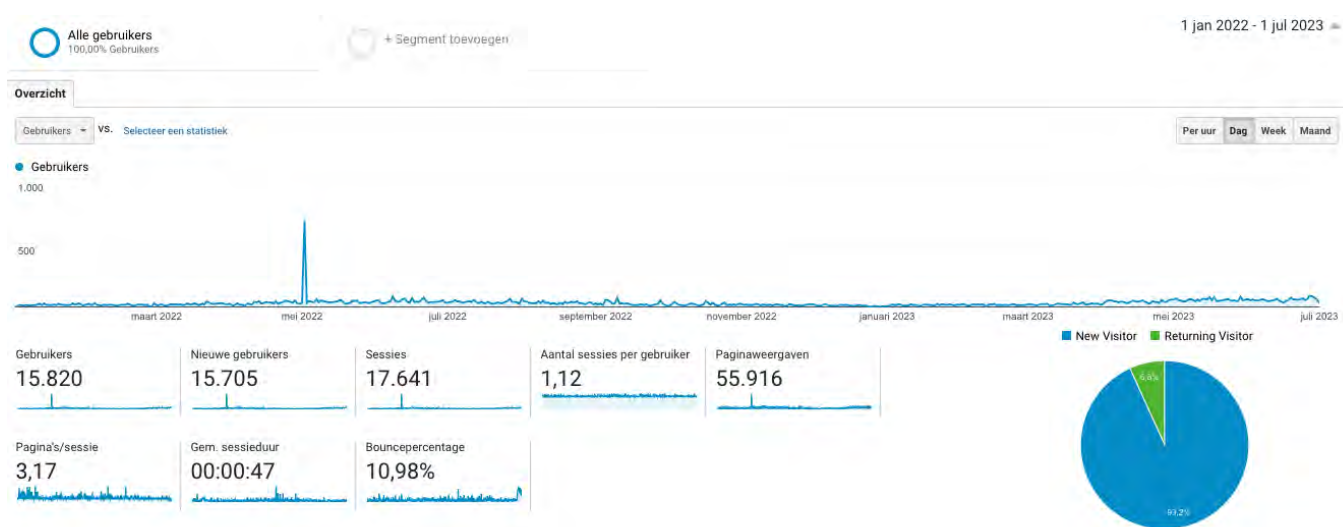 Alle gebruikers
100,00% Gebruikers
+ Segment toevoegen
1 jan 2022 - 1 jul 2023
Overzicht
Gebruikers VS. Selecteer een statistiek
Per uur Dag Week Maand
Gebruikers
1.000
500
maart 2022 mei 2022 juli 2022 september 2022 november 2022 januari 2023 maart 2023 mei 2023 juli 2023
New Visitor Returning Visitor
Gebruikers
15.820
Nieuwe gebruikers
15.705
Sessies
17.641
Aantal sessies per gebruiker
1,12
Paginaweergaven
55.916
Pagina's/sessie
3,17
Gem. sessieduur
00:00:47
Bouncepercentage
10,98%
6,8%
93,2%